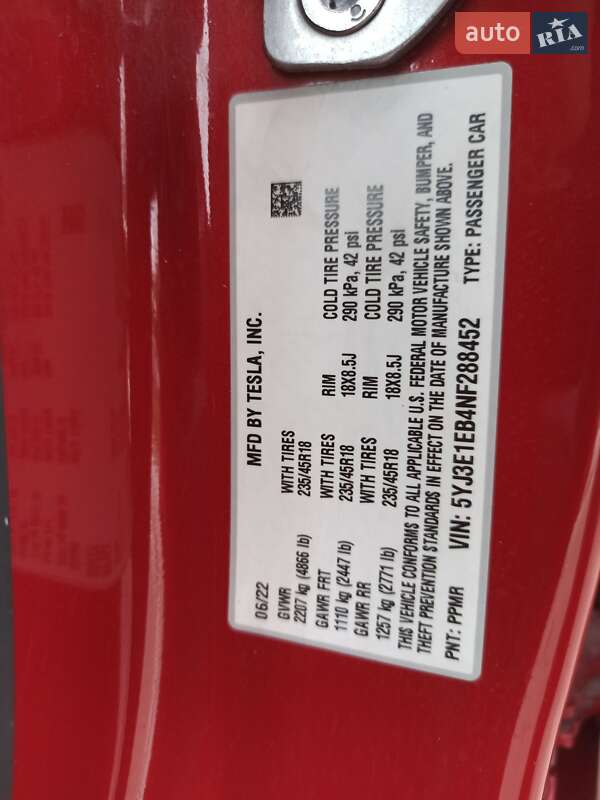 auto RIA.com
MFD BY TESLA, INC.
06/22
GVWR WITH TIRES
2207 kg (4866 lb) 235/45R18
GAWR FRT WITH TIRES RIM COLD TIRE PRESSURE
1110 kg (2447 lb) 235/45R18 18X8.5J 290 kPa, 42 psi
GAWR RR WITH TIRES RIM COLD TIRE PRESSURE
1257 kg (2771 lb) 235/45R18 18X8.5J 290 kPa, 42 psi
THIS VEHICLE CONFORMS TO ALL APPLICABLE U.S. FEDERAL MOTOR VEHICLE SAFETY, BUMPER, AND
THEFT PREVENTION STANDARDS IN EFFECT ON THE DATE OF MANUFACTURE SHOWN ABOVE.
PNT: PPMR VIN: 5YJ3E1EB4NF288452 TYPE: PASSENGER CAR